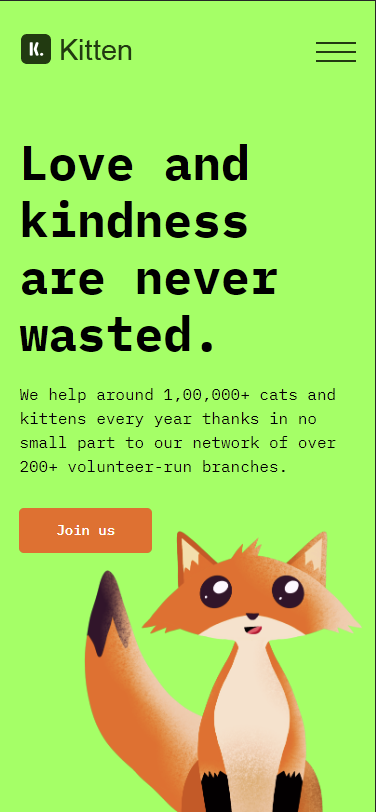 K. Kitten
Love and
kindness
are never
wasted.
We help around 1,00,000+ cats and
kittens every year thanks in no
small part to our network of over
200+ volunteer-run branches.
Join us